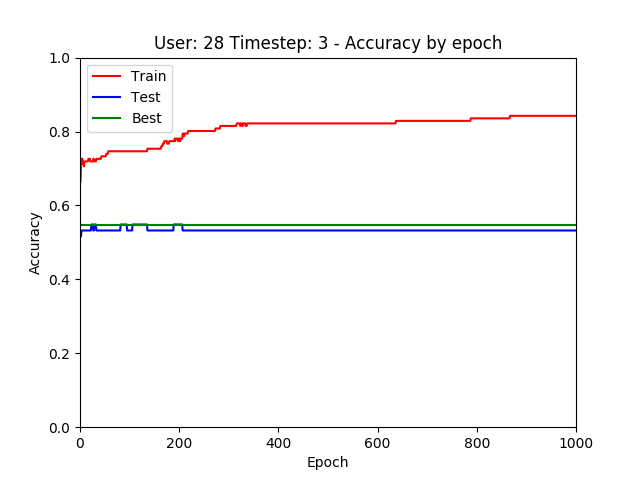 User: 28 Timestep: 3 - Accuracy by epoch
1.0
Train
Test
Best
0.8
0.6
Accuracy
0.4
0.2
0.0
0 200 400 600 800 1000
Epoch